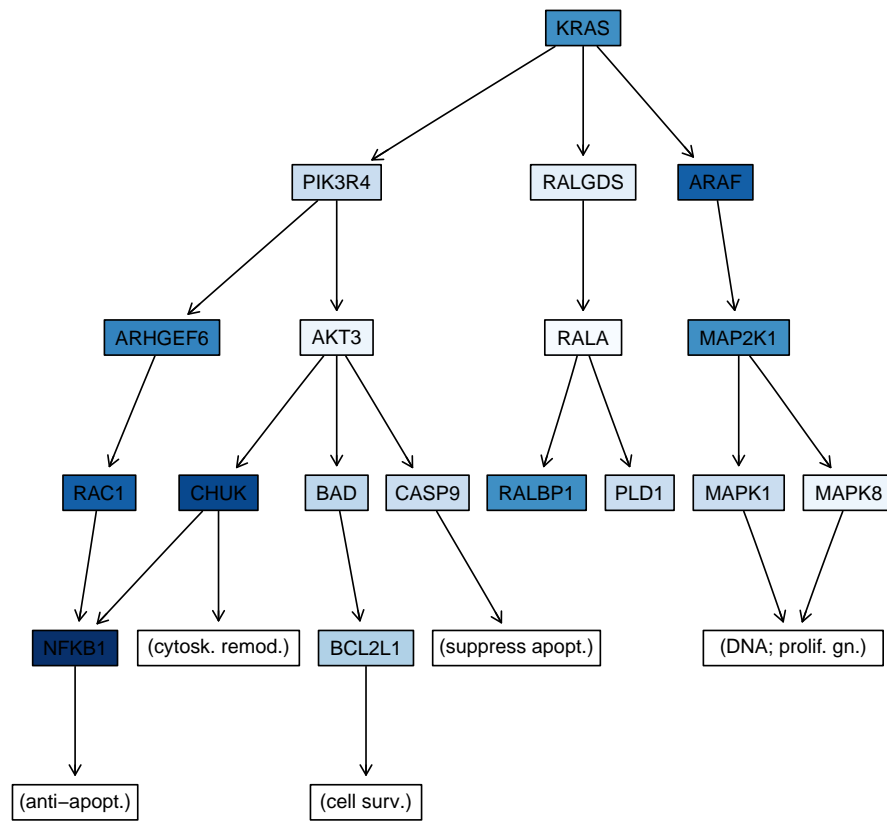 KRAS
PIK3R4
RALGDS
ARAF
ARHGEF6
AKT3
RALA
MAP2K1
RAC1
CHUK
BAD
CASP9
RALBP1
PLD1
MAPK1
MAPK8
NFKB1
(cytosk. remod.)
BCL2L1
(suppress apopt.)
(DNA; prolif. gn.)
(anti−apopt.)
(cell surv.)